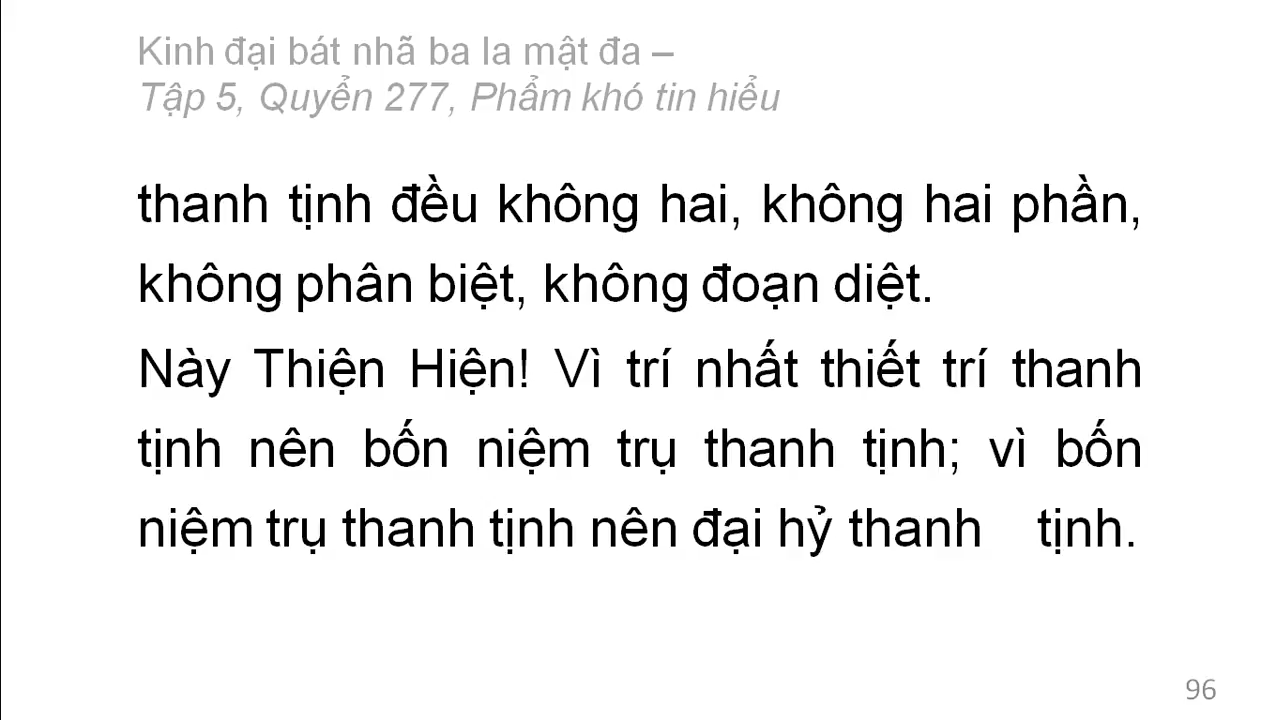 Kinh đại bát nhã ba la mật đa –
Tập 5, Quyển 277, Phẩm khó tin hiểu
thanh tịnh đều không hai, không hai phần,
không phân biệt, không đoạn diệt.
Này Thiện Hiện! Vì trí nhất thiết trí thanh
tịnh nên bốn niệm trụ thanh tịnh; vì bốn
niệm trụ thanh tịnh nên đại hỷ thanh tịnh.
96